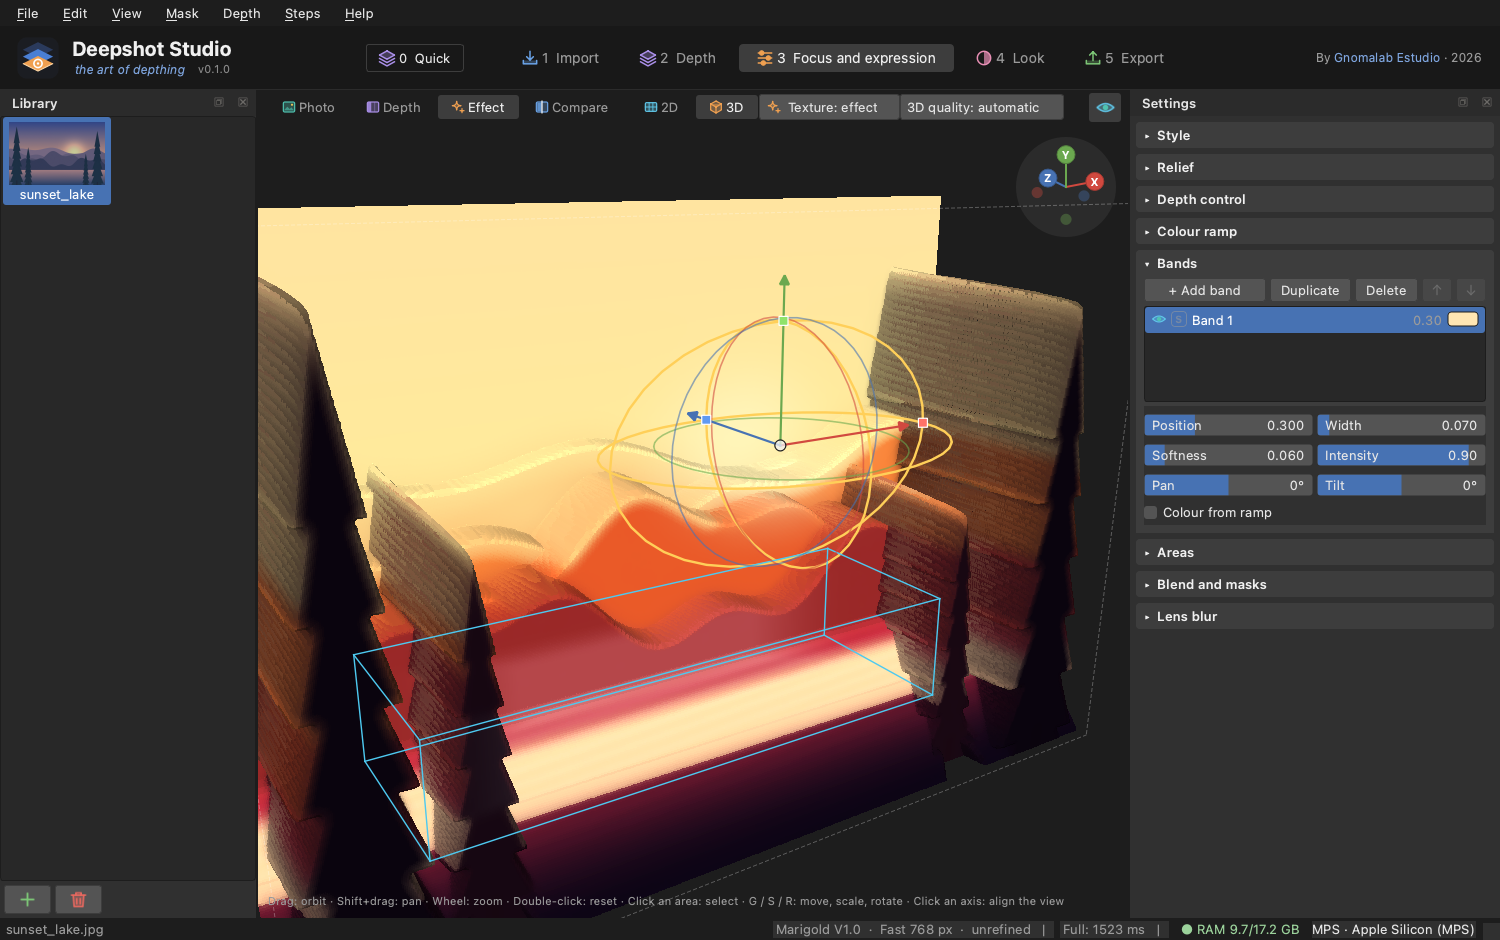 File Edit View Mask Depth Steps Help
Deepshot Studio
the art of depthing v0.1.0
0 Quick
1 Import
2 Depth
3 Focus and expression
4 Look
5 Export
By Gnomalab Estudio · 2026
Library
Photo Depth Effect Compare 2D 3D Texture: effect 3D quality: automatic
Settings
sunset_lake
Y
Z
X
▸ Style
▸ Relief
▸ Depth control
▸ Colour ramp
▾ Bands
+ Add band Duplicate Delete ↑ ↓
S Band 1 0.30
Position 0.300 Width 0.070
Softness 0.060 Intensity 0.90
Pan 0° Tilt 0°
Colour from ramp
▸ Areas
▸ Blend and masks
▸ Lens blur
Drag: orbit · Shift+drag: pan · Wheel: zoom · Double-click: reset · Click an area: select · G / S / R: move, scale, rotate · Click an axis: align the view
sunset_lake.jpg
Marigold V1.0 · Fast 768 px · unrefined | Full: 1523 ms | RAM 9.7/17.2 GB MPS · Apple Silicon (MPS)